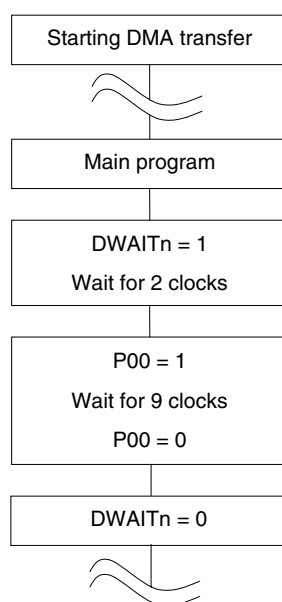 Starting DMA transfer
Main program
DWAITn = 1
Wait for 2 clocks
P00 = 1
Wait for 9 clocks
P00 = 0
DWAITn = 0